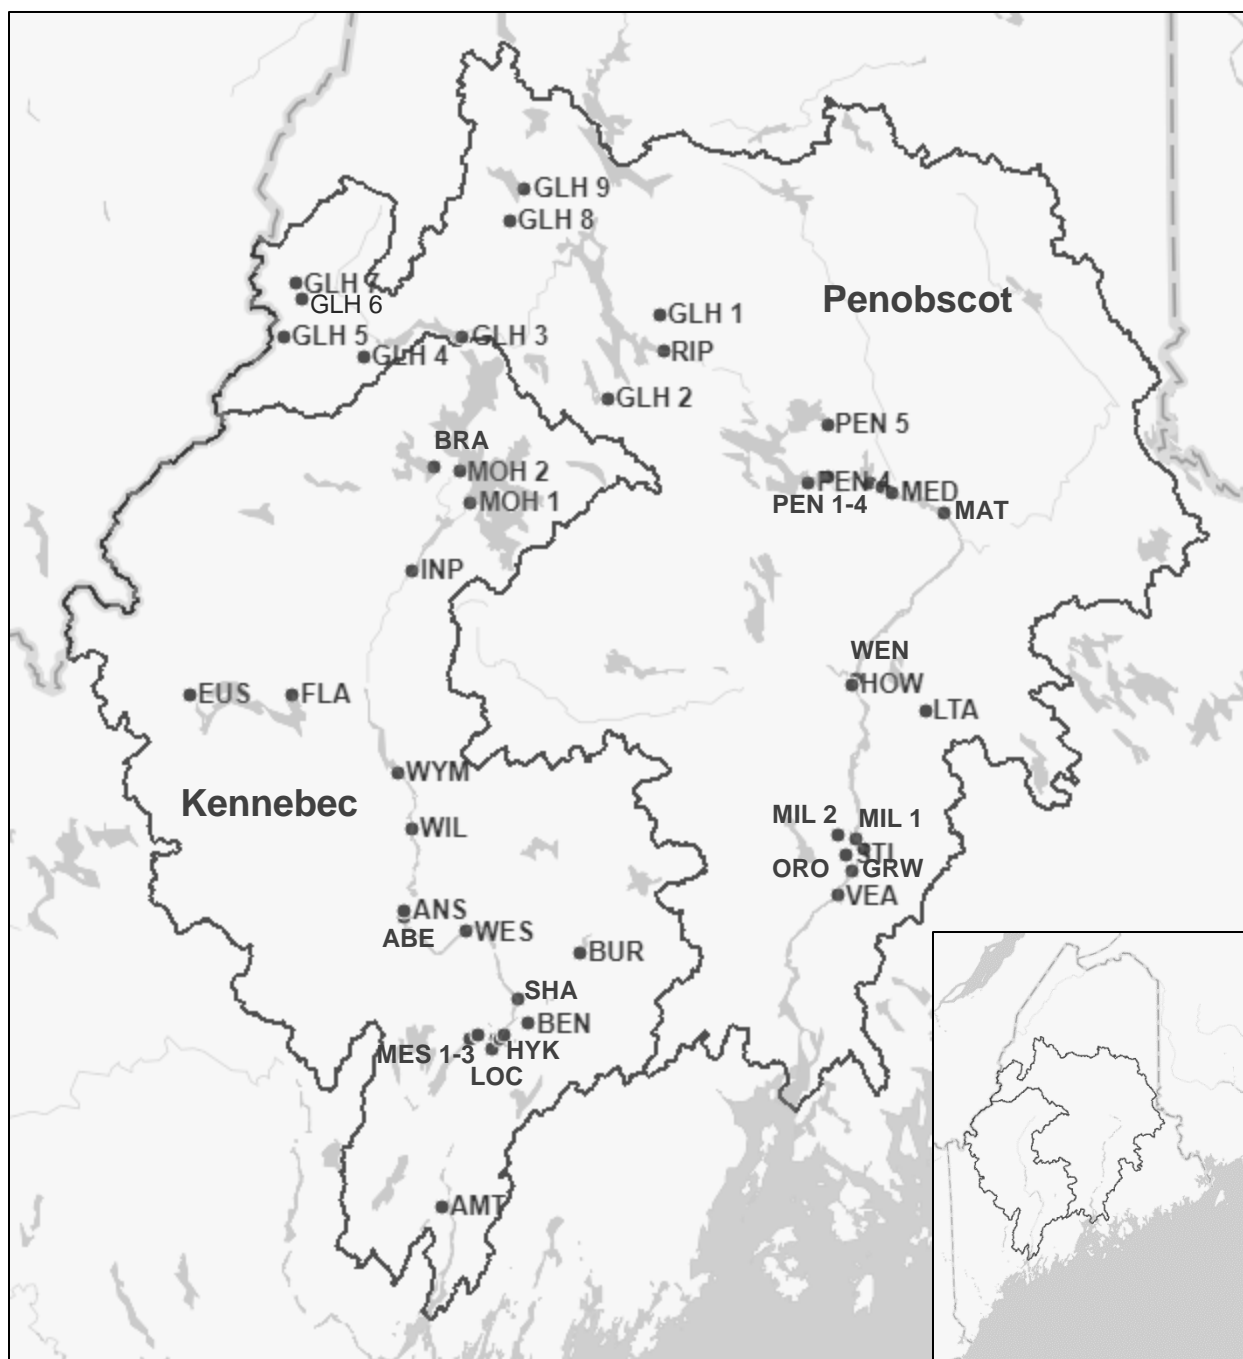 GLH 9
GLH 8
GLH 7
GLH 6
Penobscot
GLH 1
GLH 5
GLH 3
GLH 4
RIP
GLH 2
PEN 5
BRA
MOH 2
PEN 4
MED
MOH 1
PEN 1-4
MAT
INP
WEN
HOW
EUS
FLA
LTA
WYM
Kennebec
MIL 2
MIL 1
WIL
STI
ORO
GRW
VEA
ANS
WES
ABE
BUR
SHA
BEN
MES 1-3
HYK
LOC
AMT